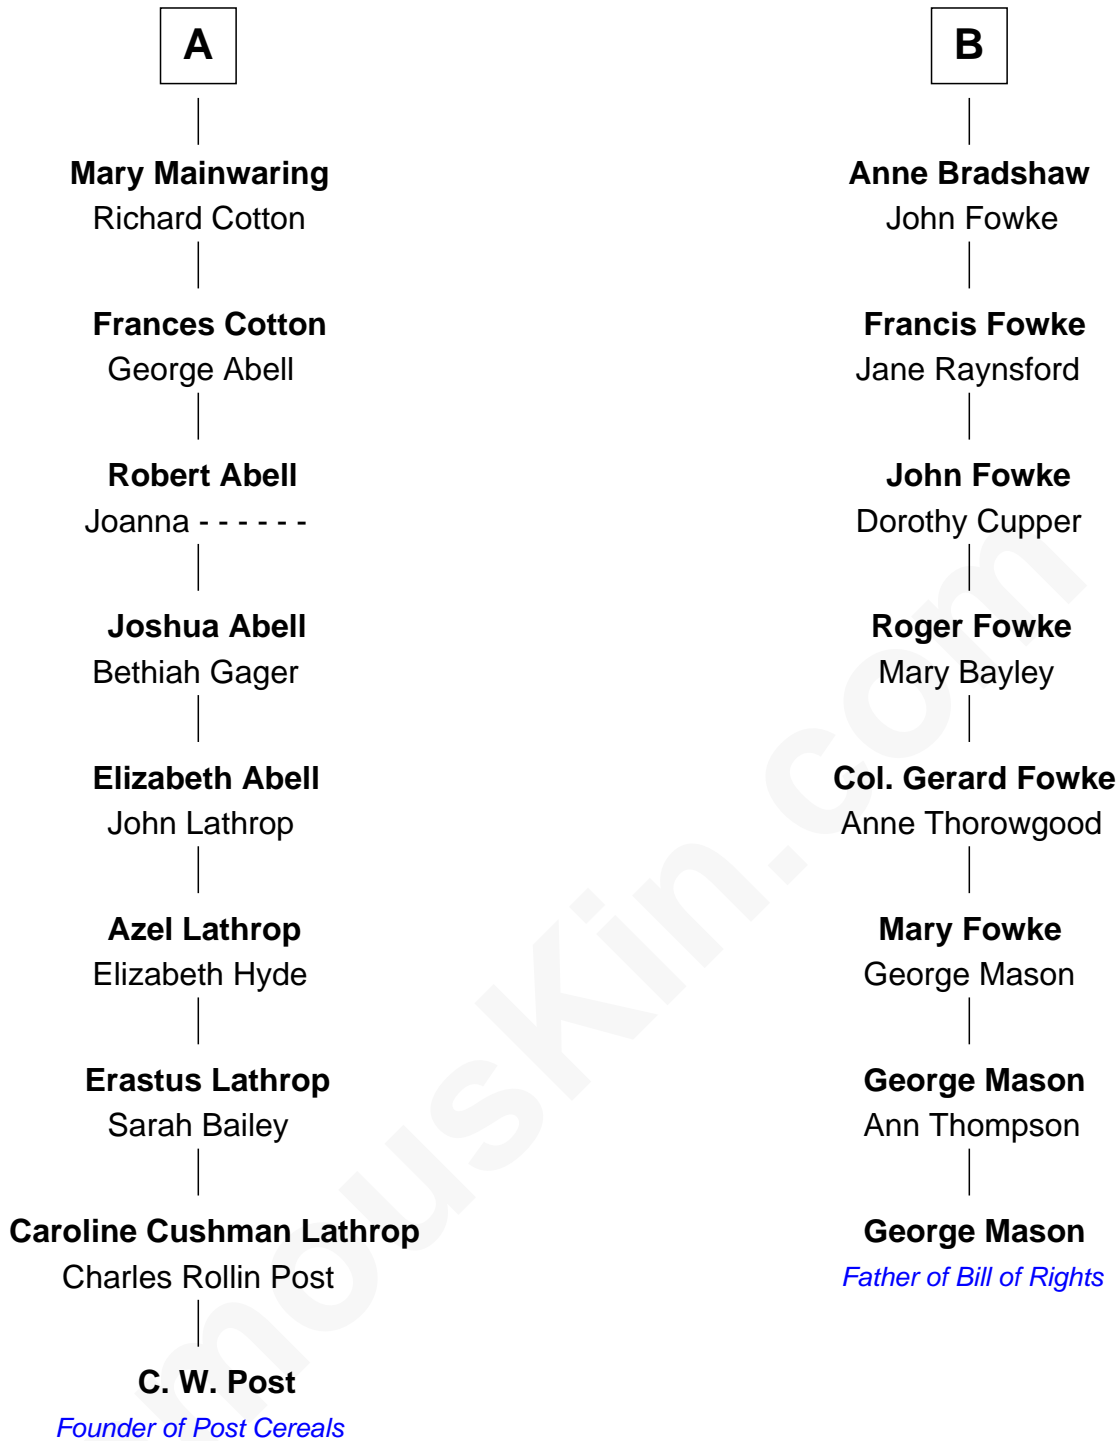 A
Mary Mainwaring
Richard Cotton
Frances Cotton
George Abell
Robert Abell
Joanna - - - - - -
Joshua Abell
Bethiah Gager
Elizabeth Abell
John Lathrop
Azel Lathrop
Elizabeth Hyde
Erastus Lathrop
Sarah Bailey
Caroline Cushman Lathrop
Charles Rollin Post
C. W. Post
Founder of Post Cereals
B
Anne Bradshaw
John Fowke
Francis Fowke
Jane Raynsford
John Fowke
Dorothy Cupper
Roger Fowke
Mary Bayley
Col. Gerard Fowke
Anne Thorowgood
Mary Fowke
George Mason
George Mason
Ann Thompson
George Mason
Father of Bill of Rights
mousKin.com